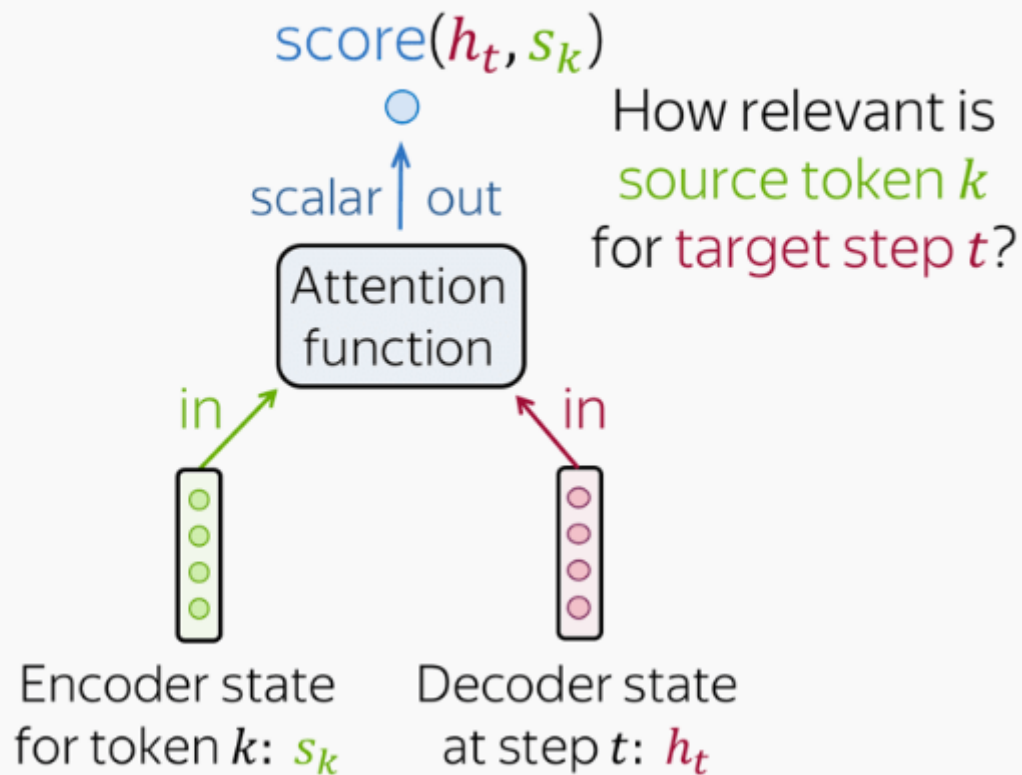 score(hₜ, sₖ)
How relevant is
source token k
for target step t?
scalar out
Attention
function
in
in
Encoder state
for token k: sₖ
Decoder state
at step t: hₜ